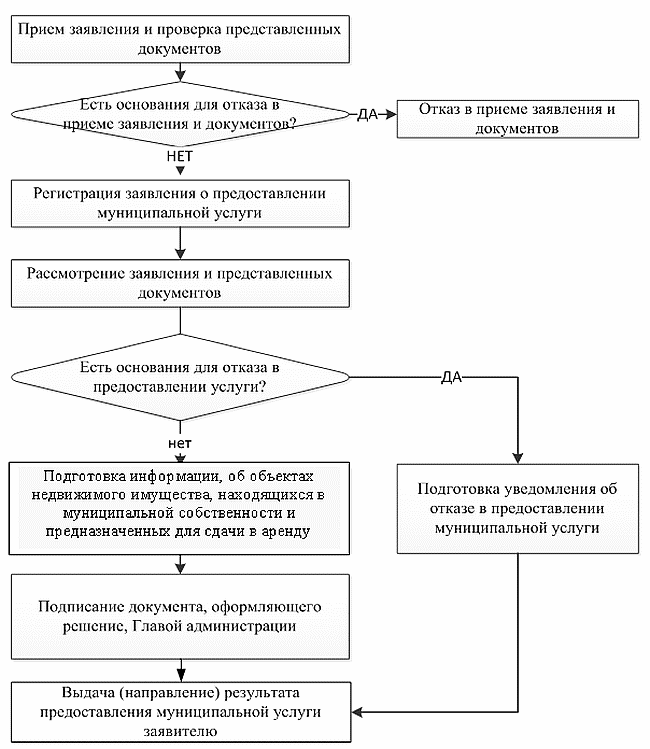 Прием заявления и проверка представленных
документов
Есть основания для отказа в
приеме заявления и документов?
ДА
Отказ в приеме заявления и
документов
НЕТ
Регистрация заявления о предоставлении
муниципальной услуги
Рассмотрение заявления и представленных
документов
Есть основания для отказа в
предоставлении услуги?
ДА
нет
Подготовка информации, об объектах
недвижимого имущества, находящихся в
муниципальной собственности и
предназначенных для сдачи в аренду
Подготовка уведомления об
отказе в предоставлении
муниципальной услуги
Подписание документа, оформляющего
решение, Главой администрации
Выдача (направление) результата
предоставления муниципальной услуги
заявителю